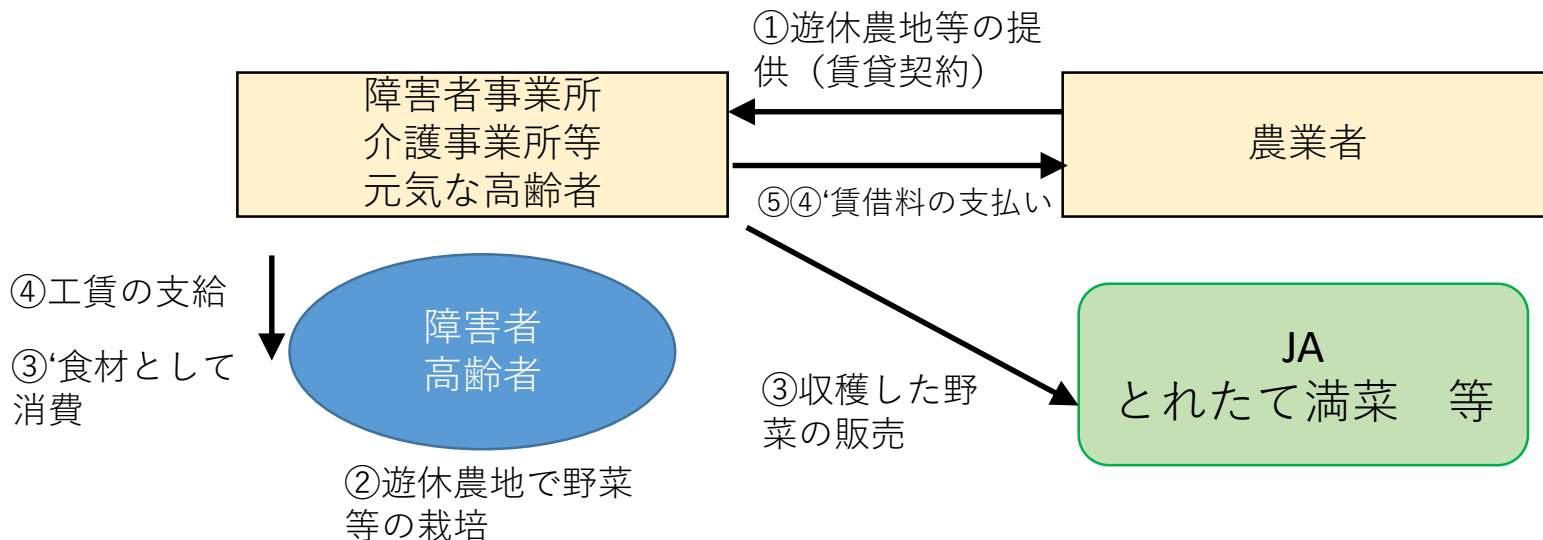 ①遊休農地等の提
供（賃貸契約）
障害者事業所
介護事業所等
元気な高齢者
農業者
⑤④‘賃借料の支払い
④工賃の支給
③‘食材として
消費
障害者
高齢者
JA
とれたて満菜　等
③収穫した野
菜の販売
②遊休農地で野菜
等の栽培